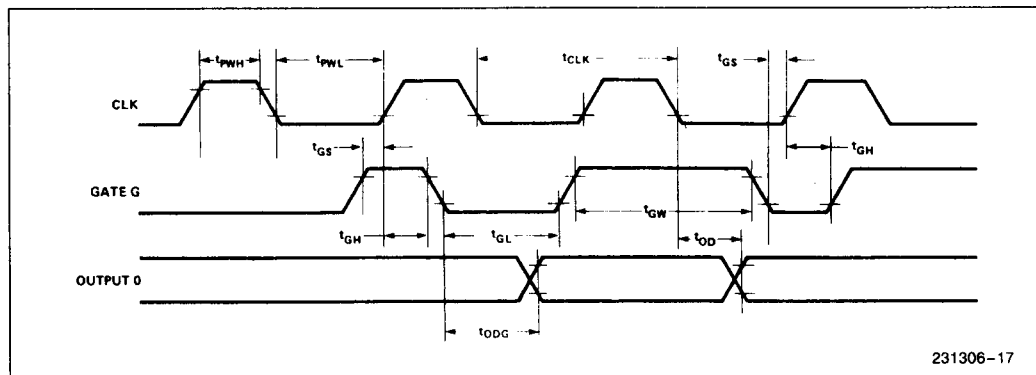 tPWH tPWL tCLK tGS
CLK
tGS tGH
GATE G
tGH tGL tGW tOD
OUTPUT 0
tODG
231306-17